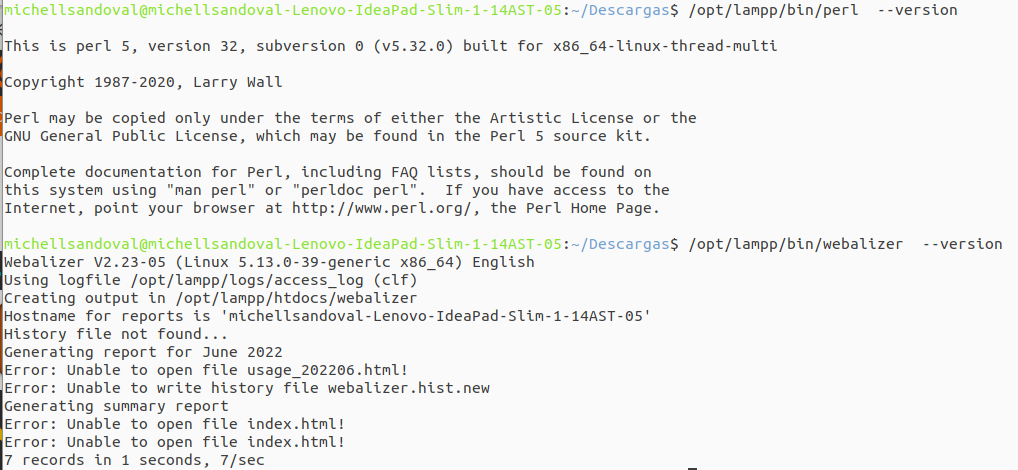 michellsandoval@michellsandoval-Lenovo-IdeaPad-Slim-1-14AST-05:~/Descargas$ /opt/lampp/bin/perl  --version
This is perl 5, version 32, subversion 0 (v5.32.0) built for x86_64-linux-thread-multi
Copyright 1987-2020, Larry Wall
Perl may be copied only under the terms of either the Artistic License or the
GNU General Public License, which may be found in the Perl 5 source kit.
Complete documentation for Perl, including FAQ lists, should be found on
this system using "man perl" or "perldoc perl".  If you have access to the
Internet, point your browser at http://www.perl.org/, the Perl Home Page.
michellsandoval@michellsandoval-Lenovo-IdeaPad-Slim-1-14AST-05:~/Descargas$ /opt/lampp/bin/webalizer  --version
Webalizer V2.23-05 (Linux 5.13.0-39-generic x86_64) English
Using logfile /opt/lampp/logs/access_log (clf)
Creating output in /opt/lampp/htdocs/webalizer
Hostname for reports is 'michellsandoval-Lenovo-IdeaPad-Slim-1-14AST-05'
History file not found...
Generating report for June 2022
Error: Unable to open file usage_202206.html!
Error: Unable to write history file webalizer.hist.new
Generating summary report
Error: Unable to open file index.html!
Error: Unable to open file index.html!
7 records in 1 seconds, 7/sec